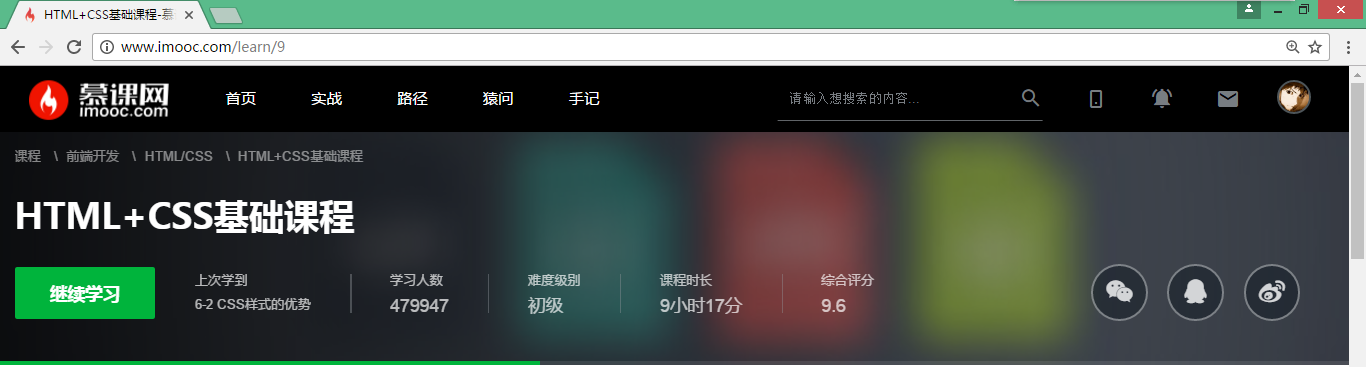 HTML+CSS基础课程-慕
www.imooc.com/learn/9
慕课网
imooc.com
首页 实战 路径 猿问 手记
请输入想搜索的内容...
课程 \ 前端开发 \ HTML/CSS \ HTML+CSS基础课程
HTML+CSS基础课程
继续学习
上次学到
6-2 CSS样式的优势
学习人数
479947
难度级别
初级
课程时长
9小时17分
综合评分
9.6